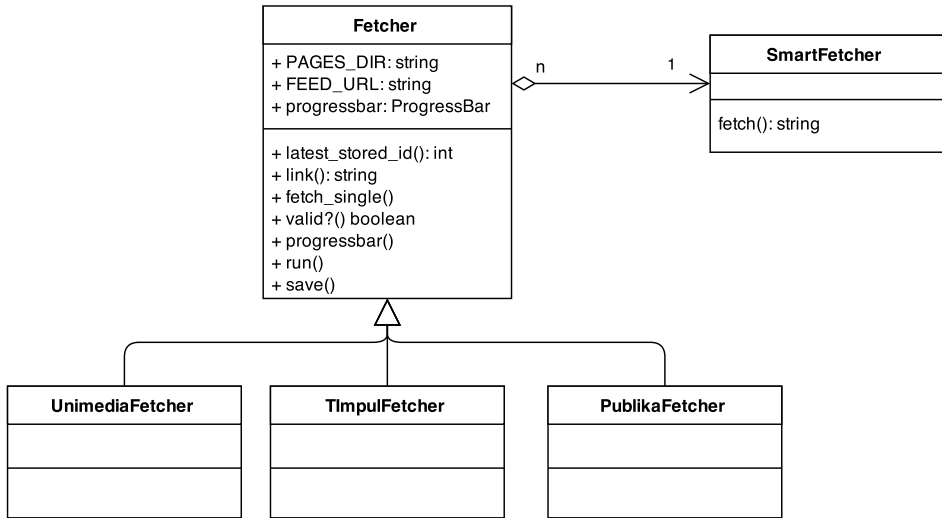 Fetcher
+ PAGES_DIR: string
+ FEED_URL: string
+ progressbar: ProgressBar
+ latest_stored_id(): int
+ link(): string
+ fetch_single()
+ valid?() boolean
+ progressbar()
+ run()
+ save()
n
1
SmartFetcher
fetch(): string
UnimediaFetcher
TImpulFetcher
PublikaFetcher